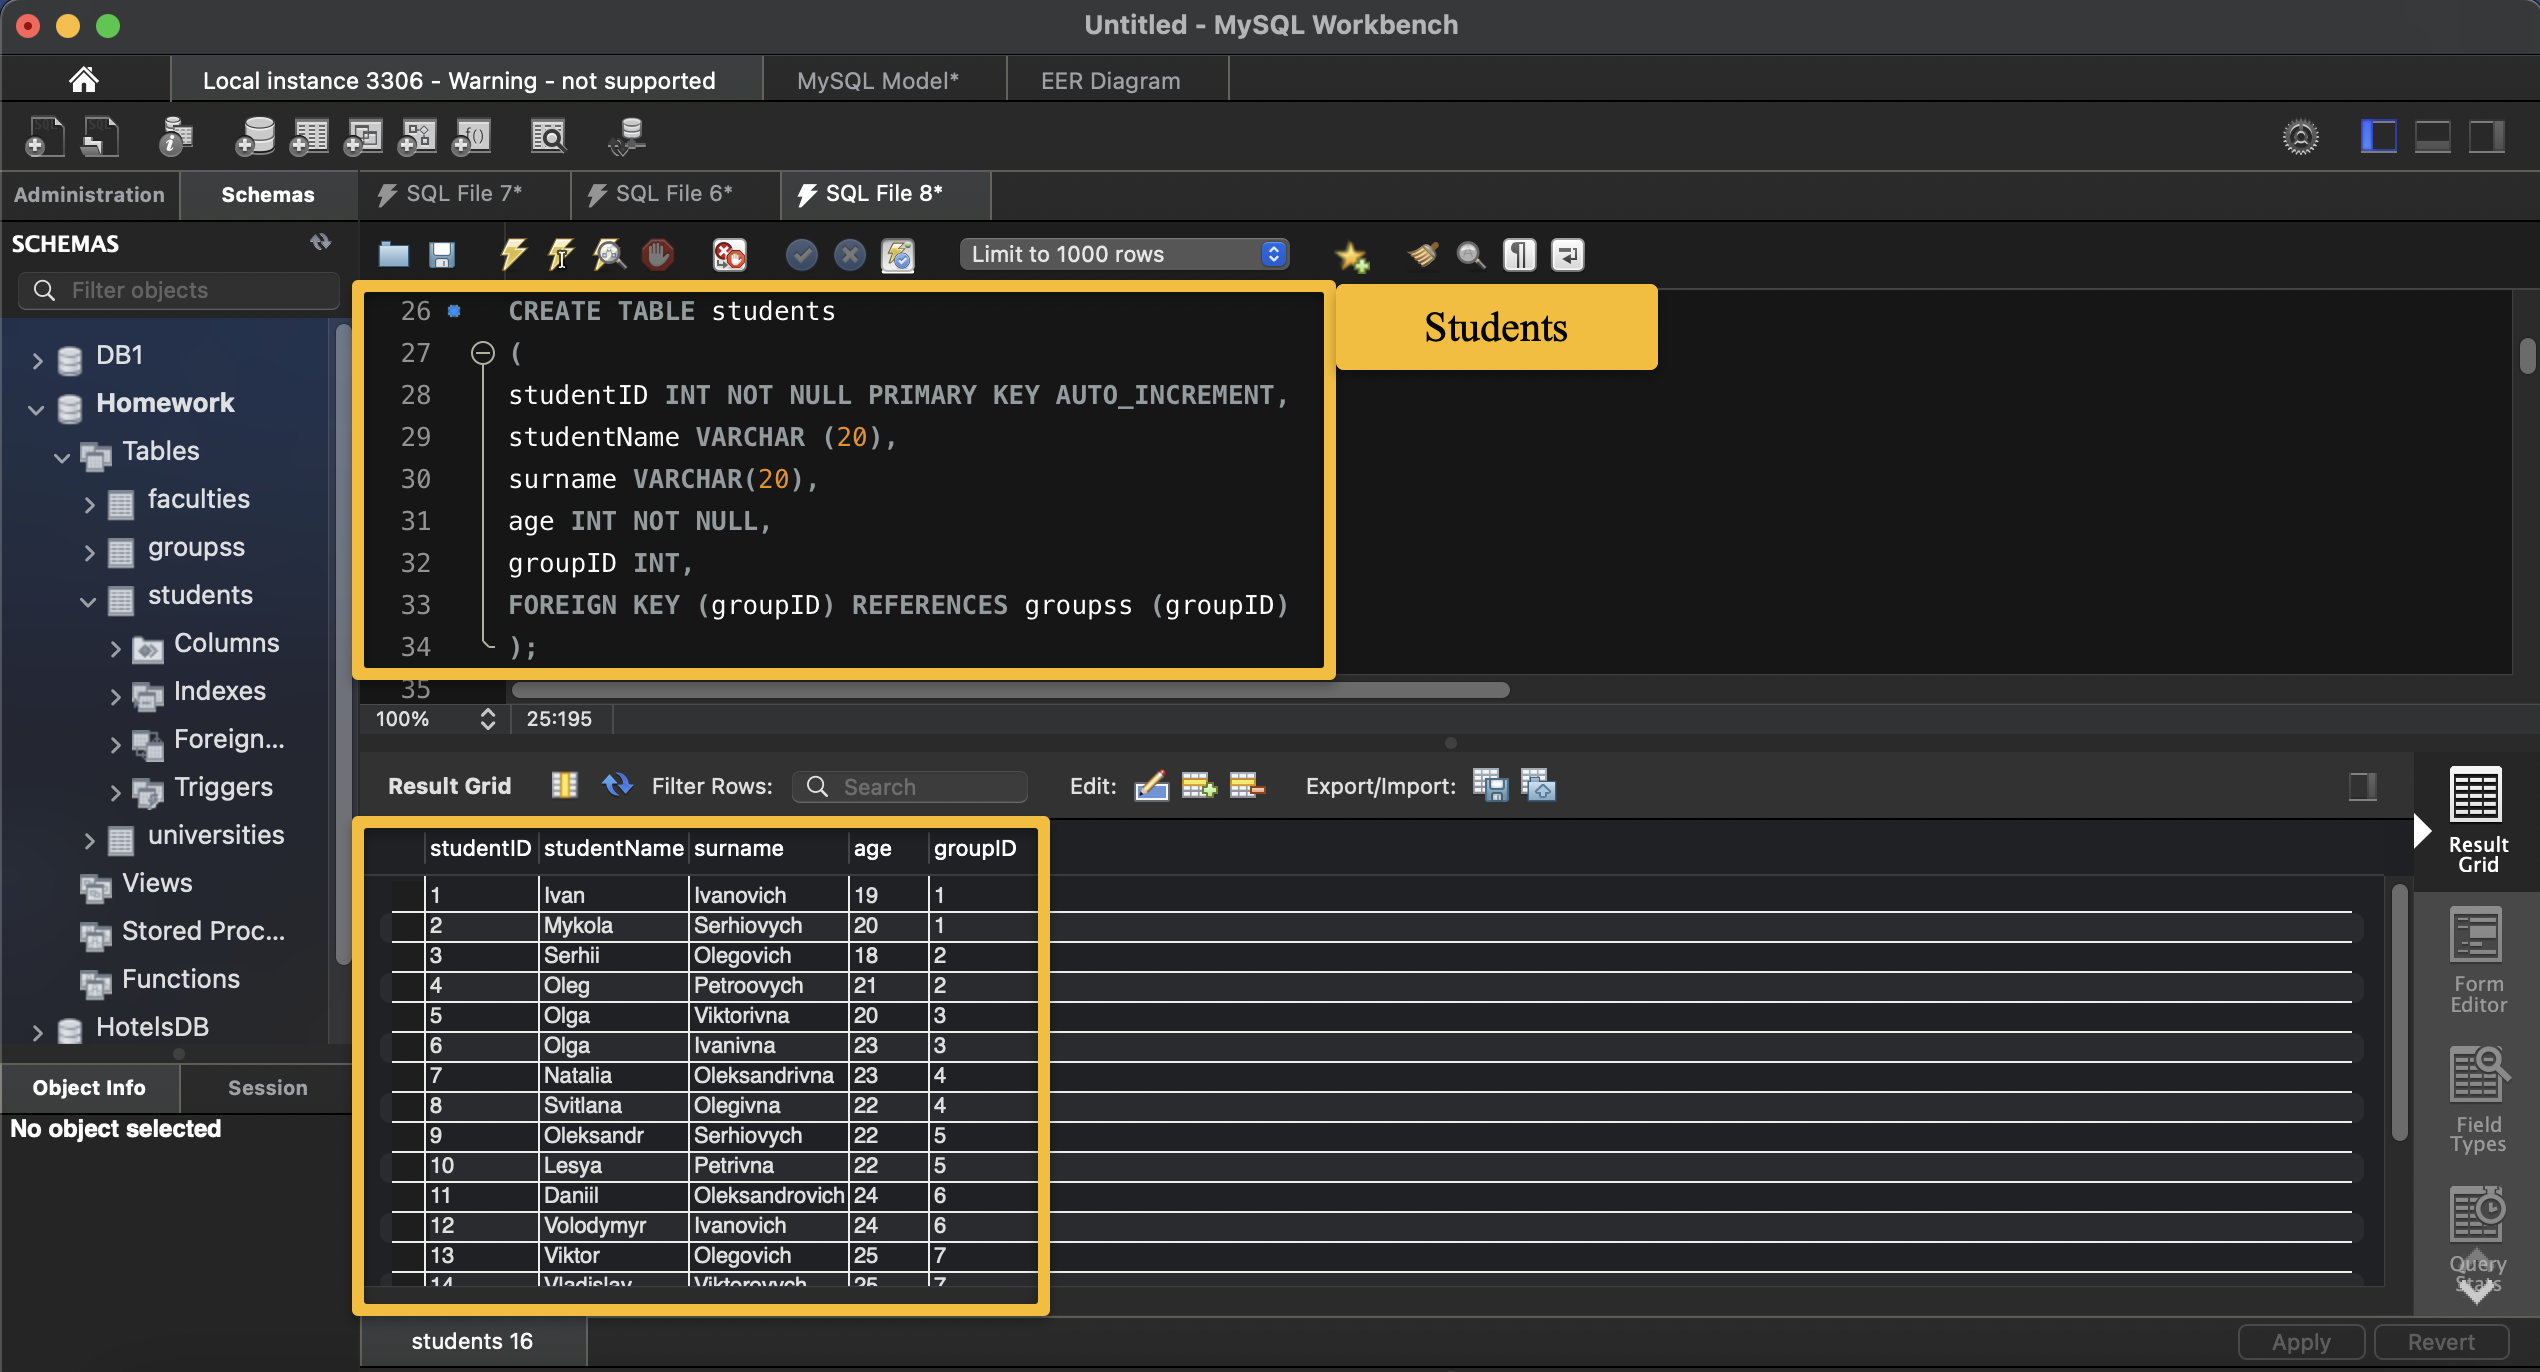 Untitled - MySQL Workbench
Local instance 3306 - Warning - not supported
MySQL Model*
EER Diagram
Administration
Schemas
SQL File 7*
SQL File 6*
SQL File 8*
SCHEMAS
Filter objects
Limit to 1000 rows
DB1
Homework
Tables
faculties
groupss
students
Columns
Indexes
Foreign...
Triggers
universities
Views
Stored Proc...
Functions
HotelsDB
Object Info
Session
No object selected
26 CREATE TABLE students
27 (
28 studentID INT NOT NULL PRIMARY KEY AUTO_INCREMENT,
29 studentName VARCHAR (20),
30 surname VARCHAR(20),
31 age INT NOT NULL,
32 groupID INT,
33 FOREIGN KEY (groupID) REFERENCES groupss (groupID)
34 );
35
Students
100%
25:195
Result Grid
Filter Rows:
Search
Edit:
Export/Import:
studentID studentName surname age groupID
1 Ivan Ivanovich 19 1
2 Mykola Serhiovych 20 1
3 Serhii Olegovich 18 2
4 Oleg Petroovych 21 2
5 Olga Viktorivna 20 3
6 Olga Ivanivna 23 3
7 Natalia Oleksandrivna 23 4
8 Svitlana Olegivna 22 4
9 Oleksandr Serhiovych 22 5
10 Lesya Petrivna 22 5
11 Daniil Oleksandrovich 24 6
12 Volodymyr Ivanovich 24 6
13 Viktor Olegovich 25 7
14 Vladislav Viktorovych 25 7
Result
Grid
Form
Editor
Field
Types
Query
Stats
students 16
Apply
Revert